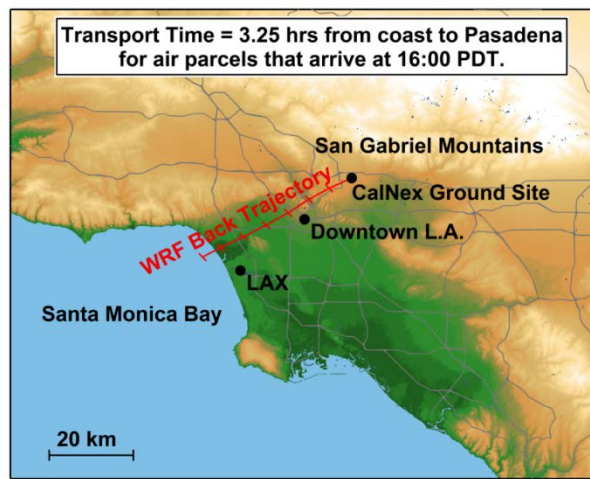 Transport Time = 3.25 hrs from coast to Pasadena
for air parcels that arrive at 16:00 PDT.
San Gabriel Mountains
CalNex Ground Site
WRF Back Trajectory
Downtown L.A.
LAX
Santa Monica Bay
20 km